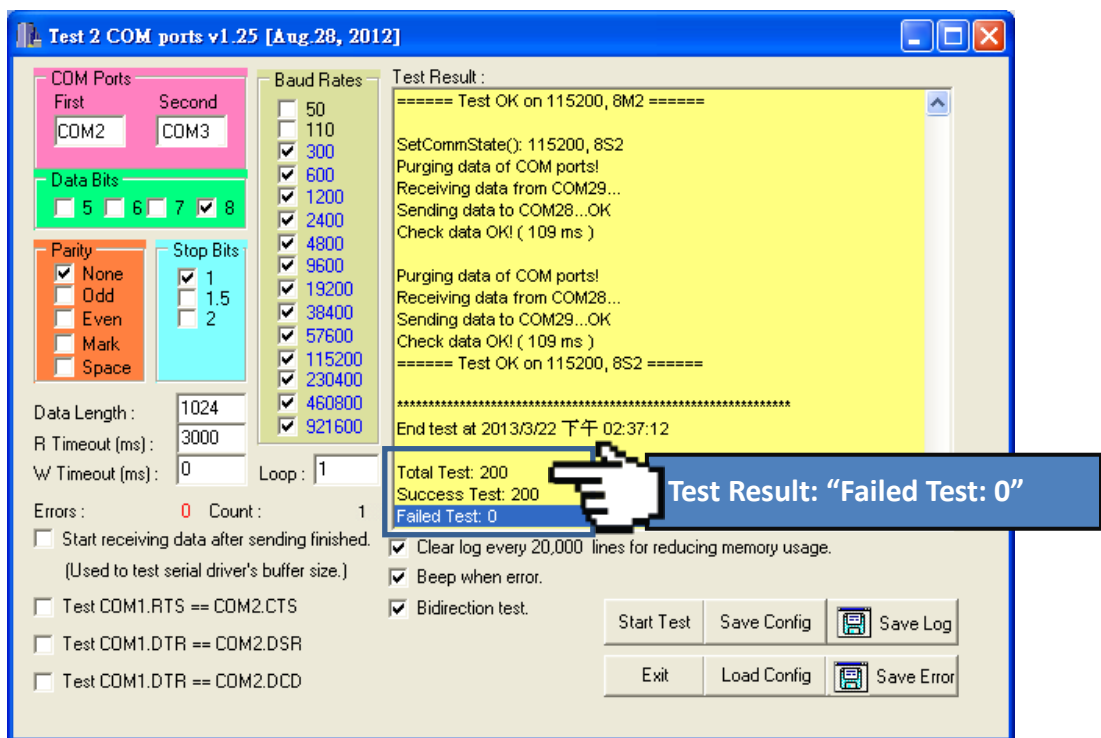 Test 2 COM ports v1.25 [Aug.28, 2012]
COM Ports
First Second
COM2 COM3
Data Bits
5 6 7 8
Parity
None
Odd
Even
Mark
Space
Stop Bits
1
1.5
2
Baud Rates
50
110
300
600
1200
2400
4800
9600
19200
38400
57600
115200
230400
460800
921600
Data Length : 1024
R Timeout (ms) : 3000
W Timeout (ms) : 0
Loop : 1
Errors : 0 Count : 1
Start receiving data after sending finished.
(Used to test serial driver's buffer size.)
Test COM1.RTS == COM2.CTS
Test COM1.DTR == COM2.DSR
Test COM1.DTR == COM2.DCD
Test Result :
====== Test OK on 115200, 8M2 ======
SetCommState(): 115200, 8S2
Purging data of COM ports!
Receiving data from COM29...
Sending data to COM28...OK
Check data OK! ( 109 ms )
Purging data of COM ports!
Receiving data from COM28...
Sending data to COM29...OK
Check data OK! ( 109 ms )
====== Test OK on 115200, 8S2 ======
**********************************************************************
End test at 2013/3/22 下午 02:37:12
Total Test: 200
Success Test: 200
Failed Test: 0
Test Result: “Failed Test: 0”
Clear log every 20,000 lines for reducing memory usage.
Beep when error.
Bidirection test.
Start Test Save Config Save Log
Exit Load Config Save Error